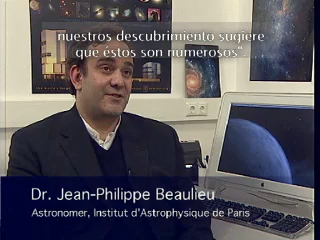 nuestros descubrimiento sugiere
que éstos son numerosos".
Dr. Jean-Philippe Beaulieu
Astronomer, Institut d'Astrophysique de Paris